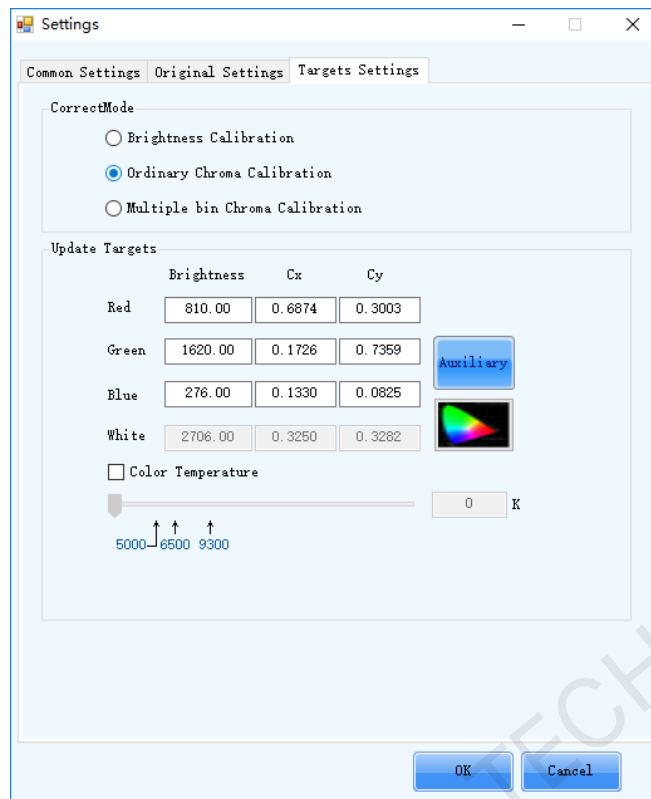 Settings
Common Settings Original Settings Targets Settings
CorrectMode
Brightness Calibration
Ordinary Chroma Calibration
Multiple bin Chroma Calibration
Update Targets
Brightness Cx Cy
Red 810.00 0.6874 0.3003
Green 1620.00 0.1726 0.7359
Auxiliary
Blue 276.00 0.1330 0.0825
White 2706.00 0.3250 0.3282
Color Temperature
0 K
5000 6500 9300
OK Cancel
TECH